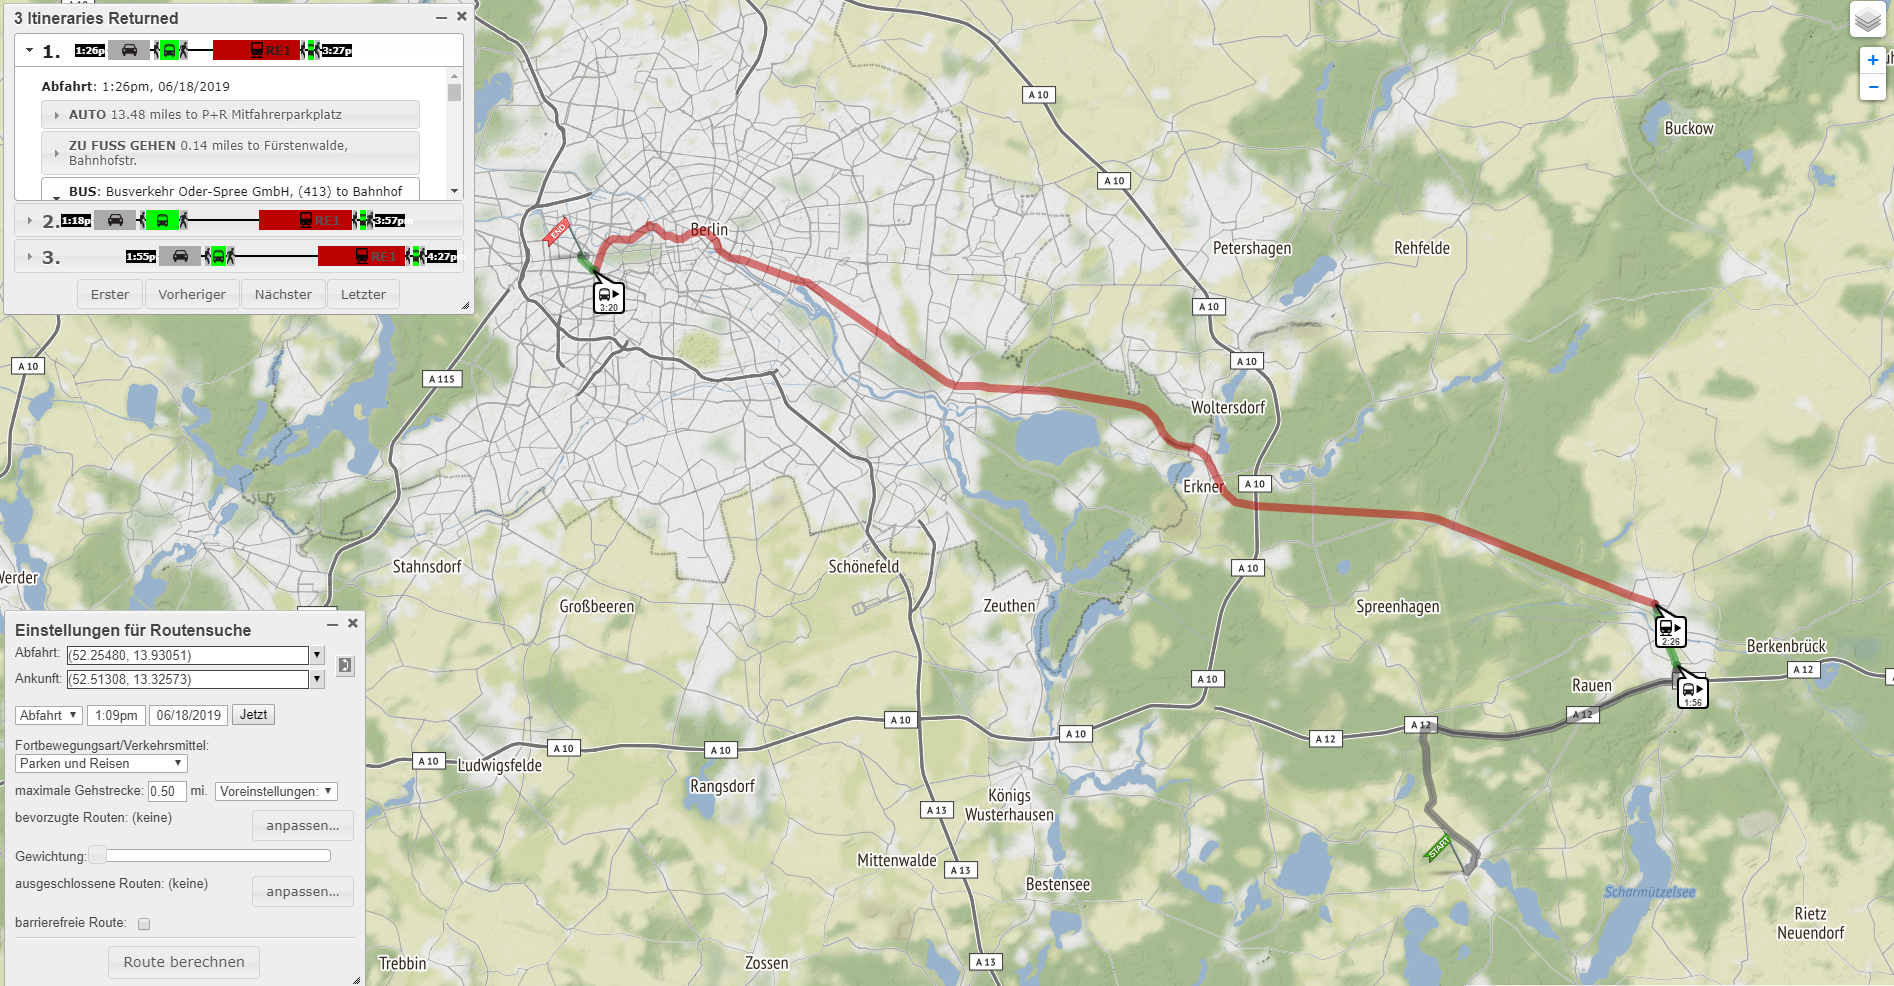 3 Itineraries Returned
1. 1:26p RE1 3:27p
Abfahrt: 1:26pm, 06/18/2019
AUTO 13.48 miles to P+R Mitfahrerparkplatz
ZU FUSS GEHEN 0.14 miles to Fürstenwalde,
Bahnhofstr.
BUS: Busverkehr Oder-Spree GmbH, (413) to Bahnhof
2. 1:18p RE1 3:57p
3. 1:55p RE1 4:27p
Erster Vorheriger Nächster Letzter
A 10
A 10
Buckow
A 10
END
Berlin
Petershagen
Rehfelde
3:20
A 10
A 10
A 10
A 115
Woltersdorf
Erkner
A 10
Stahnsdorf
Schönefeld
A 10
Werder
Großbeeren
Zeuthen
Spreenhagen
2:26
Berkenbrück
A 12
Rauen
A 10
1:56
A 12
A 10
A 12
A 10
A 12
A 10
A 10
A 10
Ludwigsfelde
Rangsdorf
Königs
Wusterhausen
A 13
START
Mittenwalde
A 13
Bestensee
Scharmützelsee
Rietz
Neuendorf
Trebbin
Zossen
A 13
Einstellungen für Routensuche
Abfahrt: (52.25480, 13.93051)
Ankunft: (52.51308, 13.32573)
Abfahrt 1:09pm 06/18/2019 Jetzt
Fortbewegungsart/Verkehrsmittel:
Parken und Reisen
maximale Gehstrecke: 0.50 mi. Voreinstellungen:
bevorzugte Routen: (keine)
anpassen...
Gewichtung:
ausgeschlossene Routen: (keine)
anpassen...
barrierefreie Route:
Route berechnen